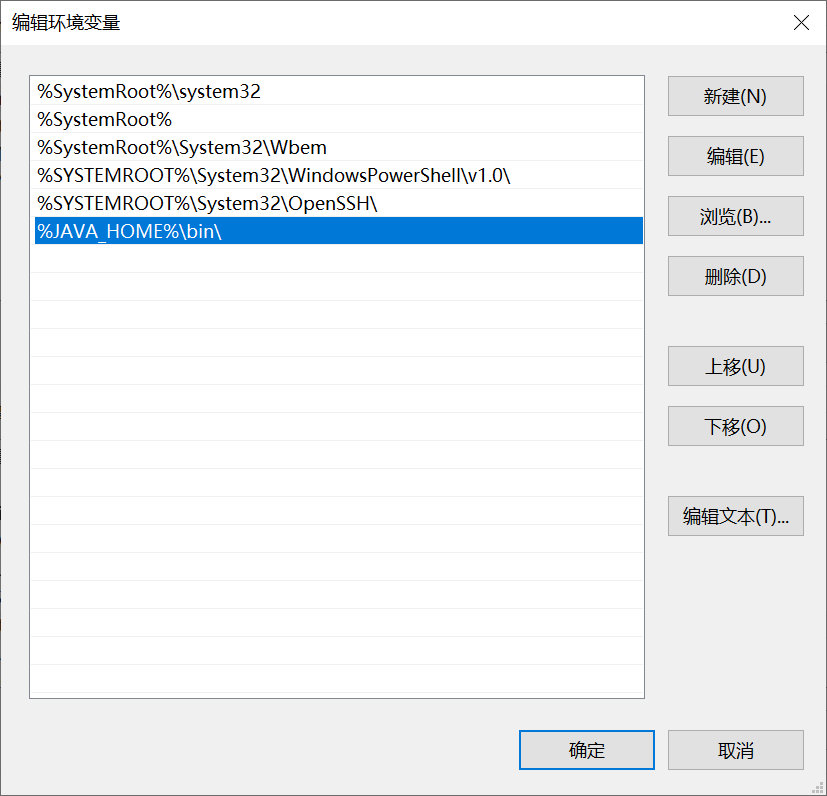 编辑环境变量
%SystemRoot%\system32
%SystemRoot%
%SystemRoot%\System32\Wbem
%SYSTEMROOT%\System32\WindowsPowerShell\v1.0\
%SYSTEMROOT%\System32\OpenSSH\
%JAVA_HOME%\bin\
新建(N)
编辑(E)
浏览(B)...
删除(D)
上移(U)
下移(O)
编辑文本(T)...
确定
取消